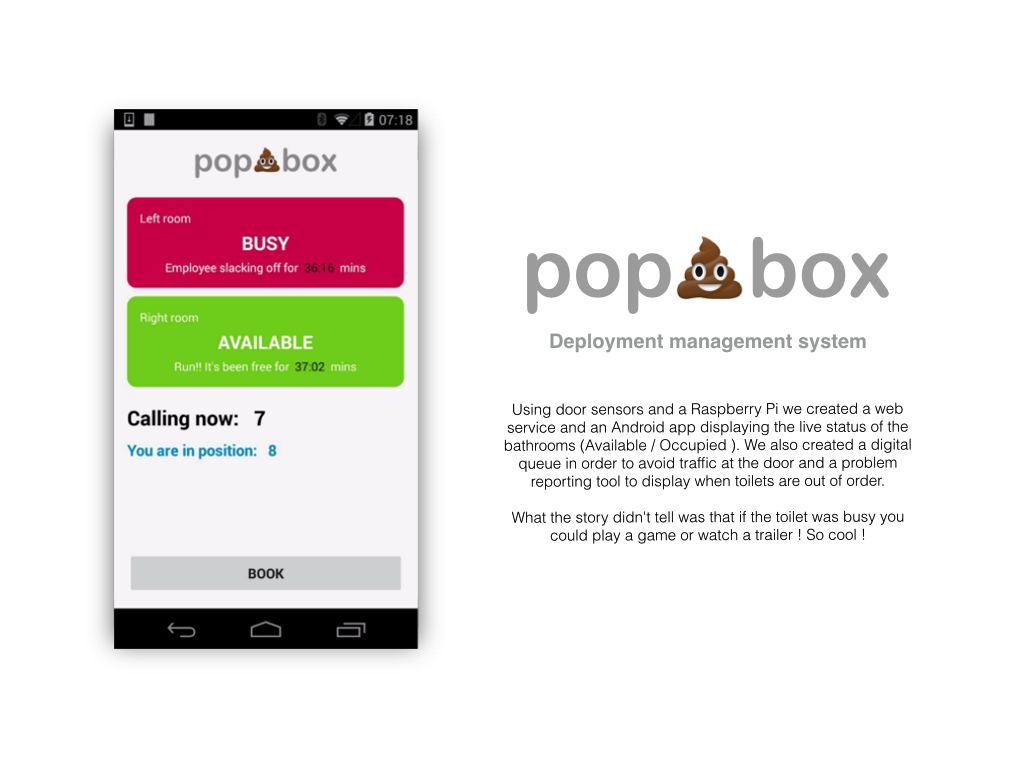 07:18
pop💩box
Left room
BUSY
Employee slacking off for 36:16 mins
Right room
AVAILABLE
Run!! It's been free for 37:02 mins
Calling now: 7
You are in position: 8
BOOK
pop💩box
Deployment management system
Using door sensors and a Raspberry Pi we created a web
service and an Android app displaying the live status of the
bathrooms (Available / Occupied ). We also created a digital
queue in order to avoid traffic at the door and a problem
reporting tool to display when toilets are out of order.
What the story didn't tell was that if the toilet was busy you
could play a game or watch a trailer ! So cool !